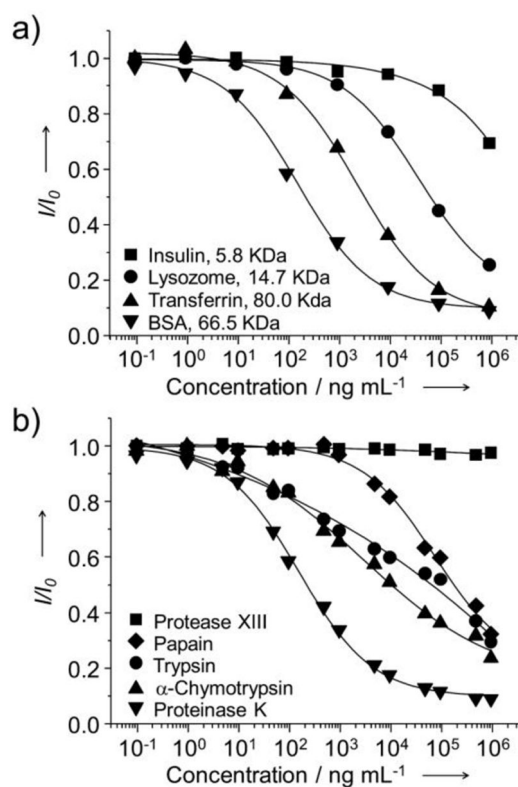 a)
1.0
0.8
0.6
0.4
0.2
0.0
I/I₀
Insulin, 5.8 KDa
Lysozome, 14.7 KDa
Transferrin, 80.0 Kda
BSA, 66.5 KDa
10⁻¹ 10⁰ 10¹ 10² 10³ 10⁴ 10⁵ 10⁶
Concentration / ng mL⁻¹
b)
1.0
0.8
0.6
0.4
0.2
0.0
I/I₀
Protease XIII
Papain
Trypsin
α-Chymotrypsin
Proteinase K
10⁻¹ 10⁰ 10¹ 10² 10³ 10⁴ 10⁵ 10⁶
Concentration / ng mL⁻¹